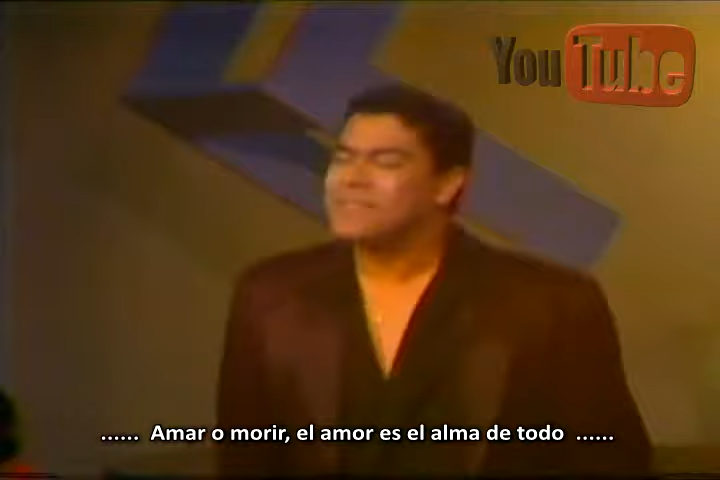 YouTube
...... Amar o morir, el amor es el alma de todo ......